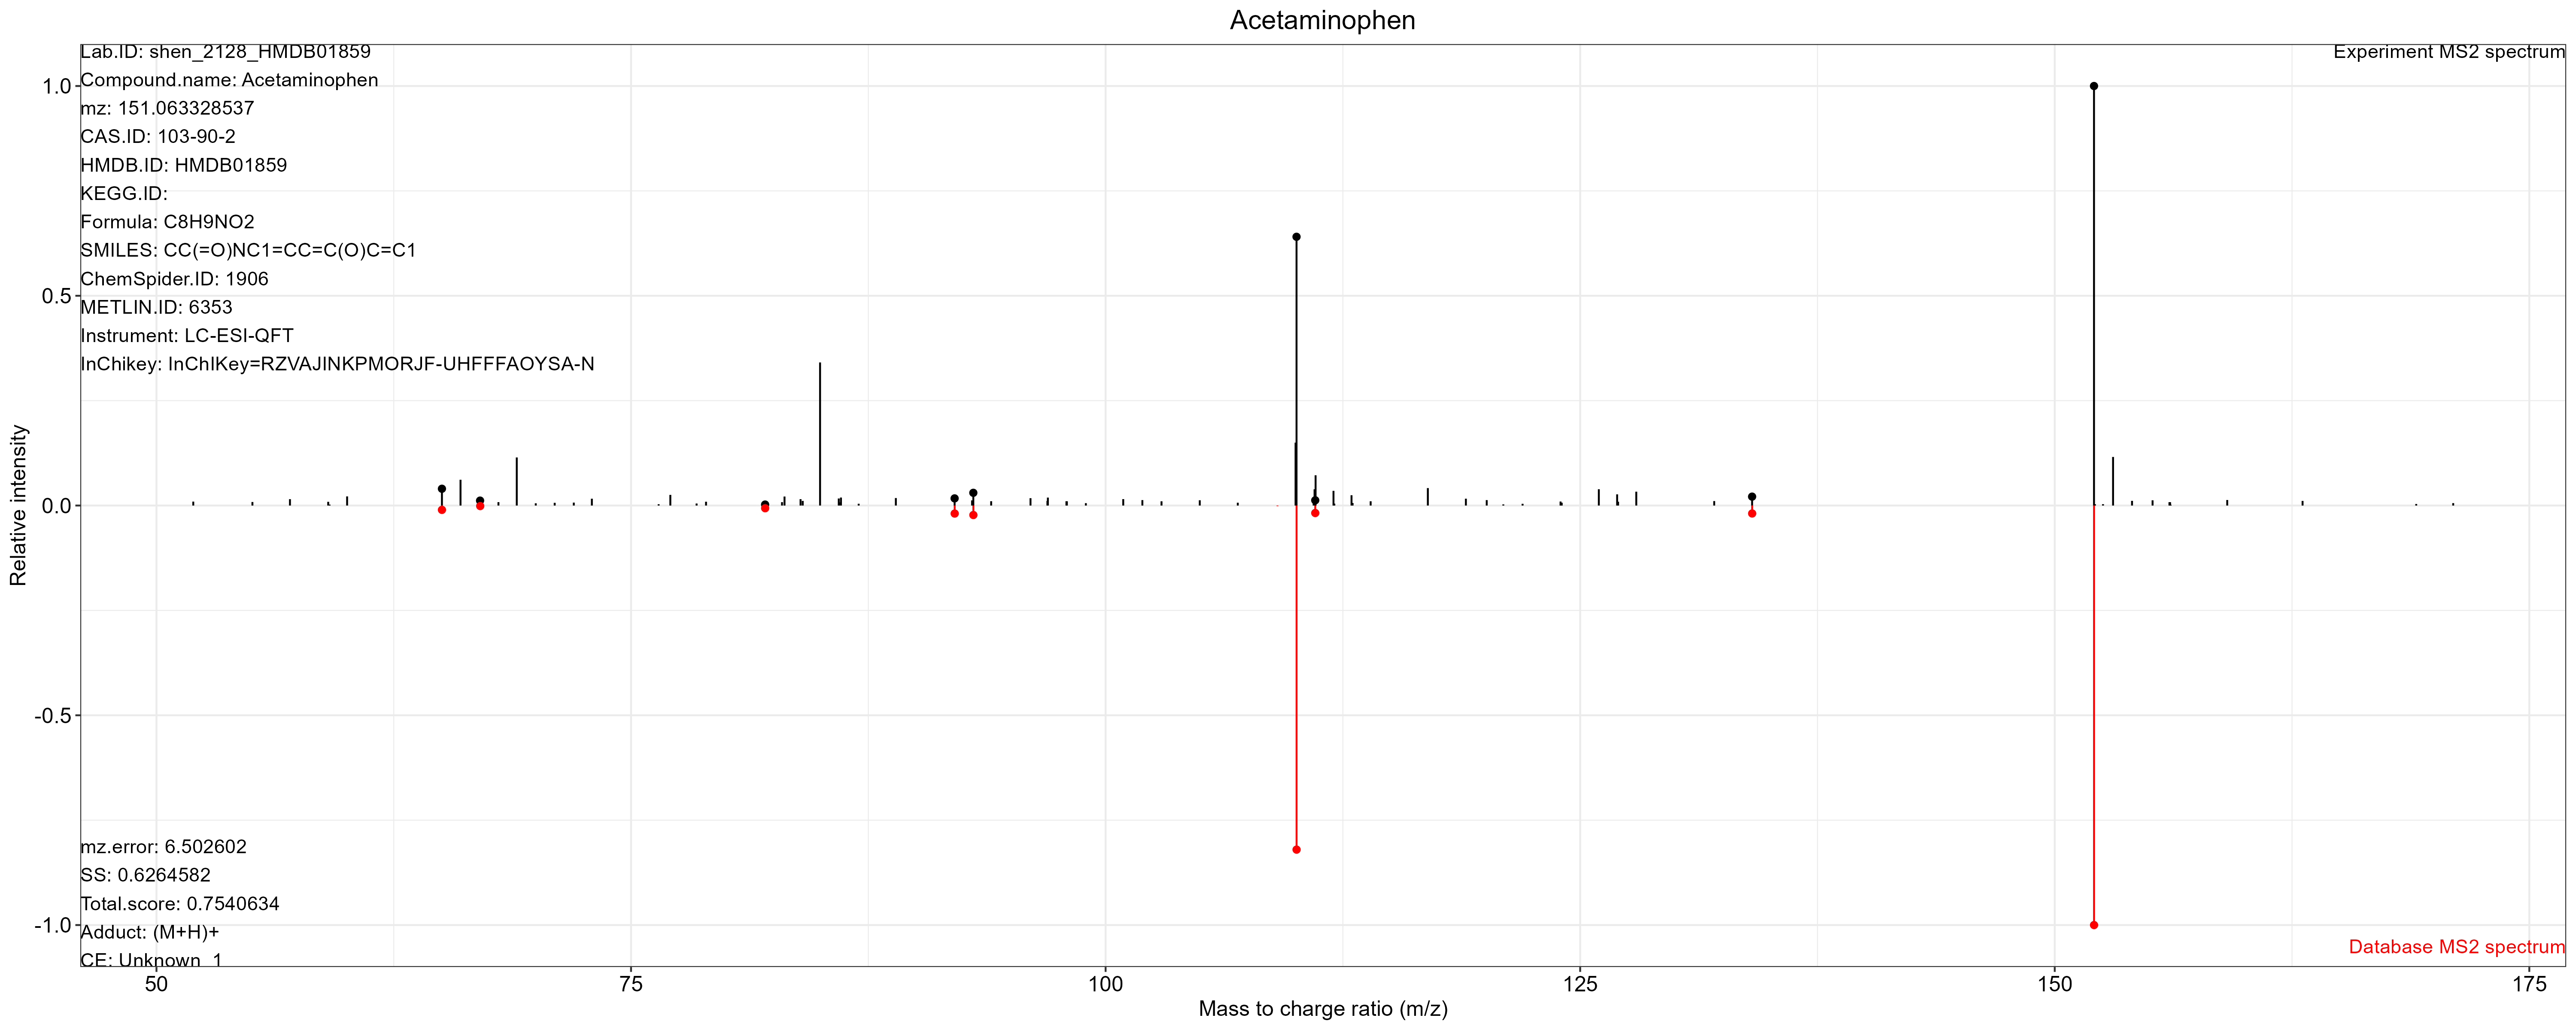 Acetaminophen
Lab.ID: shen_2128_HMDB01859
Experiment MS2 spectrum
Compound.name: Acetaminophen
mz: 151.063328537
CAS.ID: 103-90-2
HMDB.ID: HMDB01859
KEGG.ID:
Formula: C8H9NO2
SMILES: CC(=O)NC1=CC=C(O)C=C1
ChemSpider.ID: 1906
METLIN.ID: 6353
Instrument: LC-ESI-QFT
InChikey: InChIKey=RZVAJINKPMORJF-UHFFFAOYSA-N
1.0
0.5
0.0
-0.5
-1.0
Relative intensity
mz.error: 6.502602
SS: 0.6264582
Total.score: 0.7540634
Adduct: (M+H)+
CE: Unknown_1
Database MS2 spectrum
50
75
100
125
150
175
Mass to charge ratio (m/z)